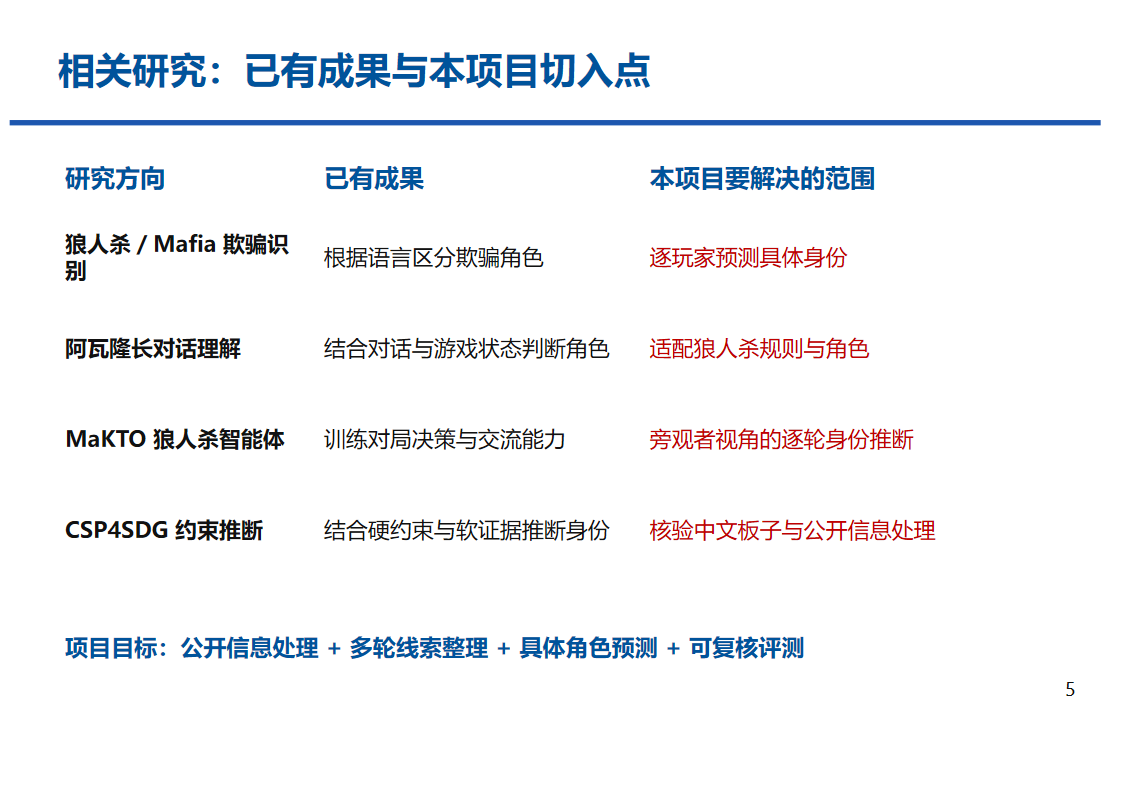 相关研究：已有成果与本项目切入点
研究方向 已有成果 本项目要解决的范围
狼人杀 / Mafia 欺骗识
别
根据语言区分欺骗角色 逐玩家预测具体身份
阿瓦隆长对话理解 结合对话与游戏状态判断角色 适配狼人杀规则与角色
MaKTO 狼人杀智能体 训练对局决策与交流能力 旁观者视角的逐轮身份推断
CSP4SDG 约束推断 结合硬约束与软证据推断身份 核验中文板子与公开信息处理
项目目标：公开信息处理 + 多轮线索整理 + 具体角色预测 + 可复核评测
5